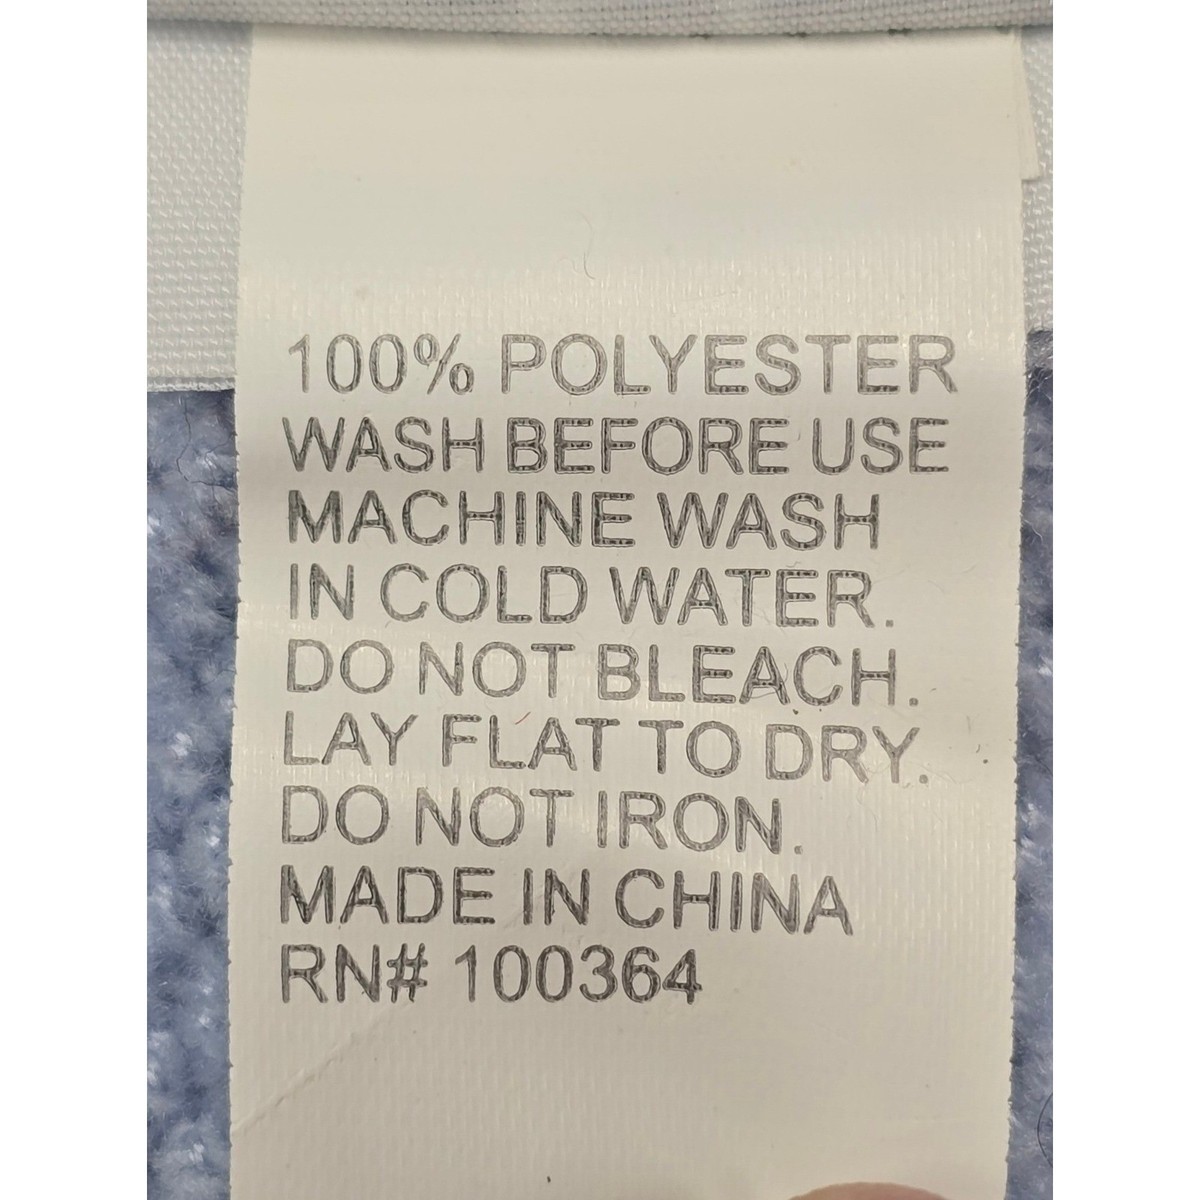 100% POLYESTER
WASH BEFORE USE
MACHINE WASH
IN COLD WATER.
DO NOT BLEACH.
LAY FLAT TO DRY.
DO NOT IRON.
MADE IN CHINA
RN# 100364